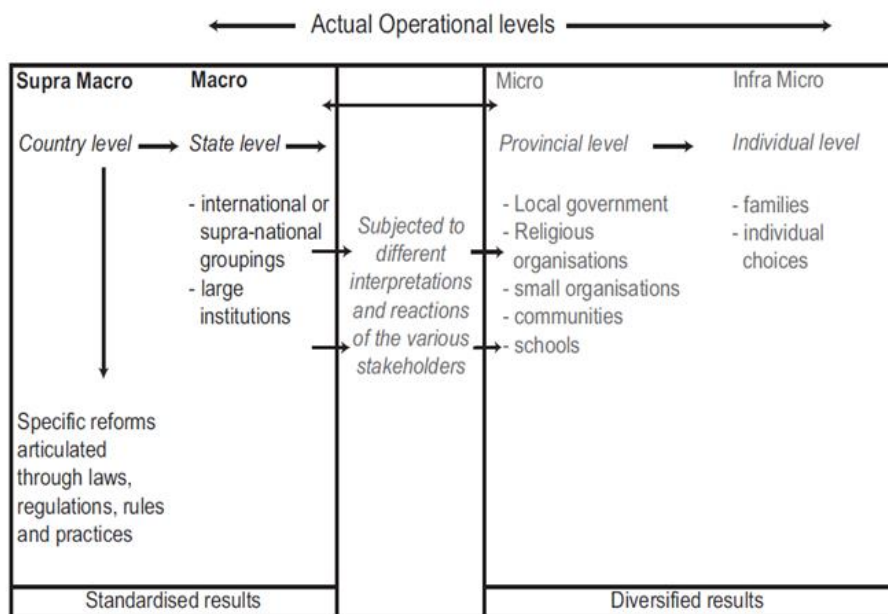 Actual Operational levels
Supra Macro
Macro
Micro
Infra Micro
Country level
State level
Provincial level
Individual level
- international or
supra-national
groupings
- large
institutions
Subjected to
different
interpretations
and reactions
of the various
stakeholders
- Local government
- Religious
organisations
- small organisations
- communities
- schools
- families
- individual
choices
Specific reforms
articulated
through laws,
regulations, rules
and practices
Standardised results
Diversified results